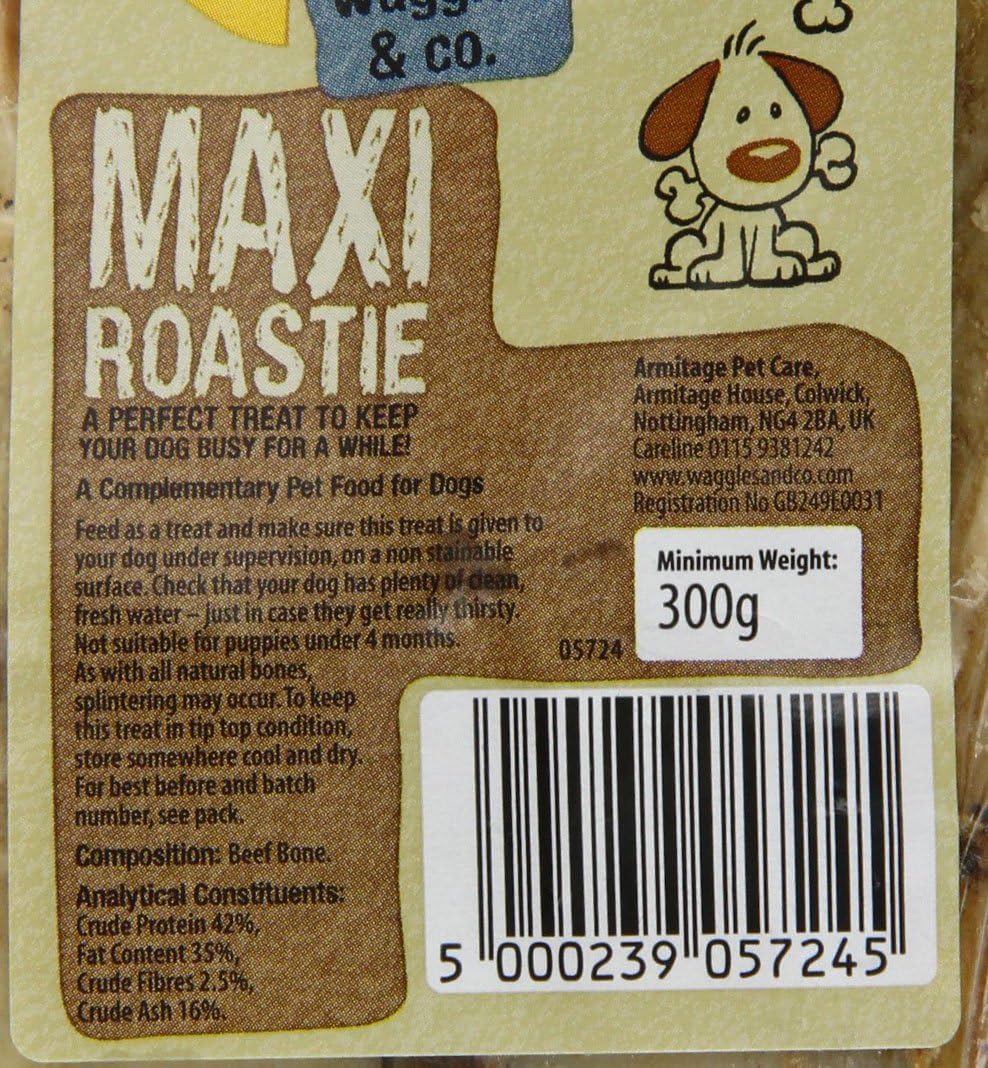 & CO.
MAXI
ROASTIE
A PERFECT TREAT TO KEEP
YOUR DOG BUSY FOR A WHILE!
A Complementary Pet Food for Dogs
Feed as a treat and make sure this treat is given to
your dog under supervision, on a non stainable
surface. Check that your dog has plenty of clean,
fresh water – just in case they get really thirsty.
Not suitable for puppies under 4 months.
As with all natural bones,
splintering may occur. To keep
this treat in tip top condition,
store somewhere cool and dry.
For best before and batch
number, see pack.
Composition: Beef Bone.
Analytical Constituents:
Crude Protein 42%,
Fat Content 35%,
Crude Fibres 2.5%,
Crude Ash 16%.
Armitage Pet Care,
Armitage House, Colwick,
Nottingham, NG4 2BA, UK
Careline 0115 9381242
www.wagglesandco.com
Registration No GB249E0031
Minimum Weight:
300g
05724
5 000239 057245